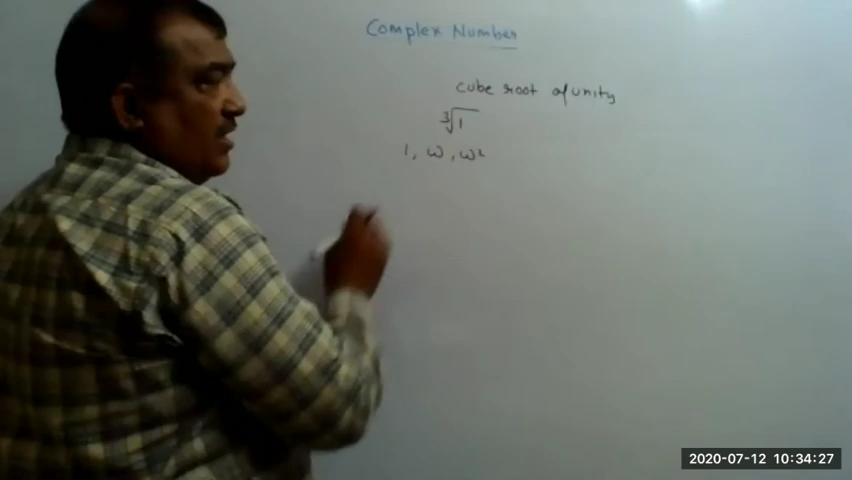 Complex Number
cube root of unity
∛1
1, ω, ω²
2020-07-12 10:34:27